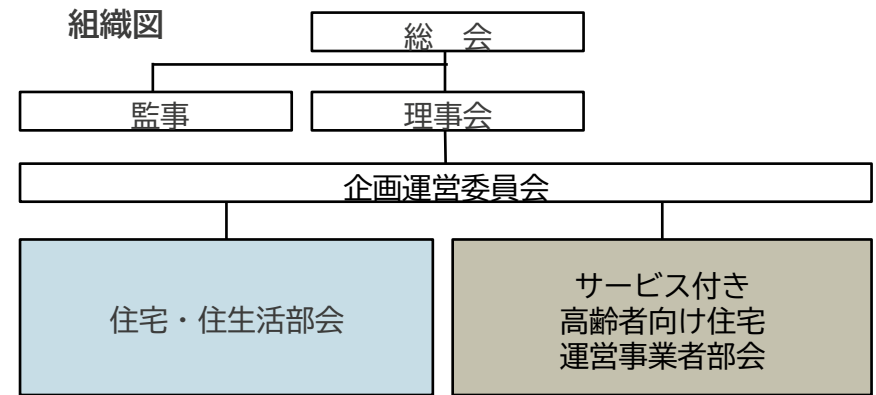 組織図
総　会
監事
理事会
企画運営委員会
住宅・住生活部会
サービス付き
高齢者向け住宅
運営事業者部会